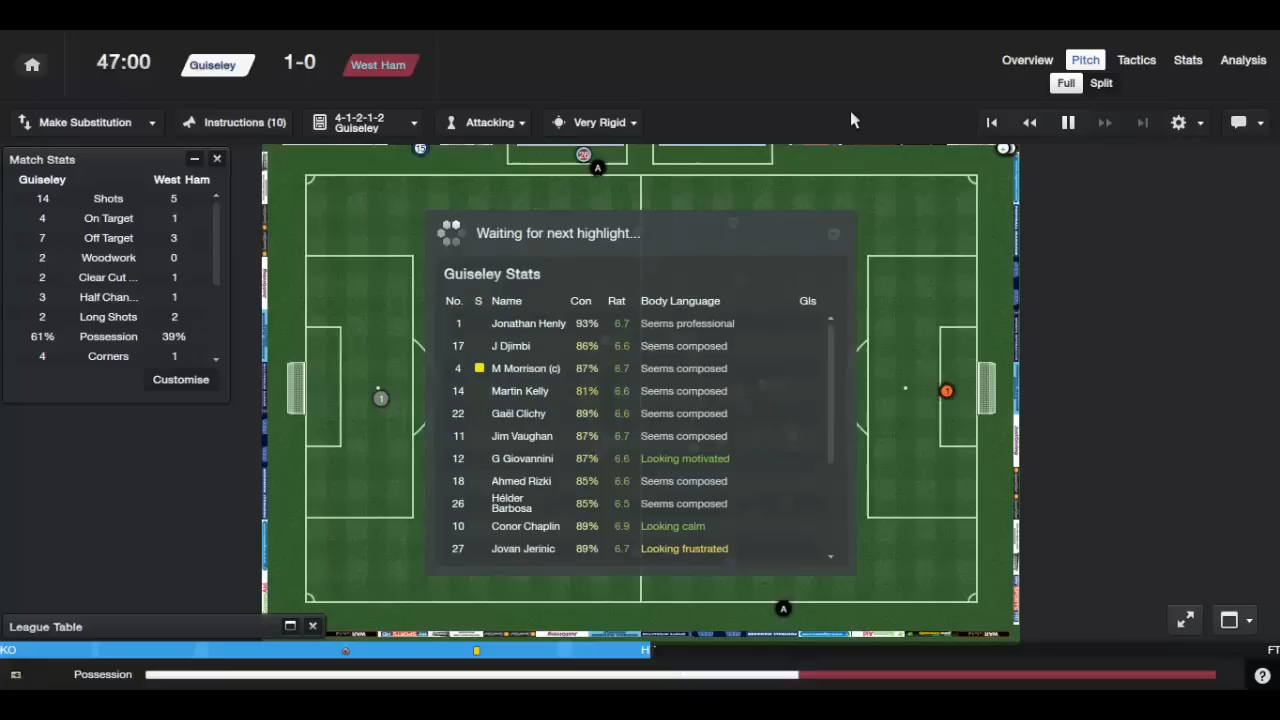 47:00 Guiseley 1-0 West Ham
Overview Pitch Tactics Stats Analysis
Full Split
Make Substitution Instructions (10) 4-1-2-1-2 Guiseley Attacking Very Rigid
Match Stats
Guiseley West Ham
14 Shots 5
4 On Target 1
7 Off Target 3
2 Woodwork 0
2 Clear Cut ... 1
3 Half Chan... 1
2 Long Shots 2
61% Possession 39%
4 Corners 1
Customise
15
26
A
Waiting for next highlight...
Guiseley Stats
No. S Name Con Rat Body Language Gls
1 Jonathan Henly 93% 6.7 Seems professional
17 J Djimbi 86% 6.6 Seems composed
4 M Morrison (c) 87% 6.7 Seems composed
14 Martin Kelly 81% 6.6 Seems composed
22 Gaël Clichy 89% 6.6 Seems composed
11 Jim Vaughan 87% 6.7 Seems composed
12 G Giovannini 87% 6.6 Looking motivated
18 Ahmed Rizki 85% 6.6 Seems composed
26 Hélder Barbosa 85% 6.5 Seems composed
10 Conor Chaplin 89% 6.9 Looking calm
27 Jovan Jerinic 89% 6.7 Looking frustrated
1
1
A
League Table
KO H FT
Possession
?